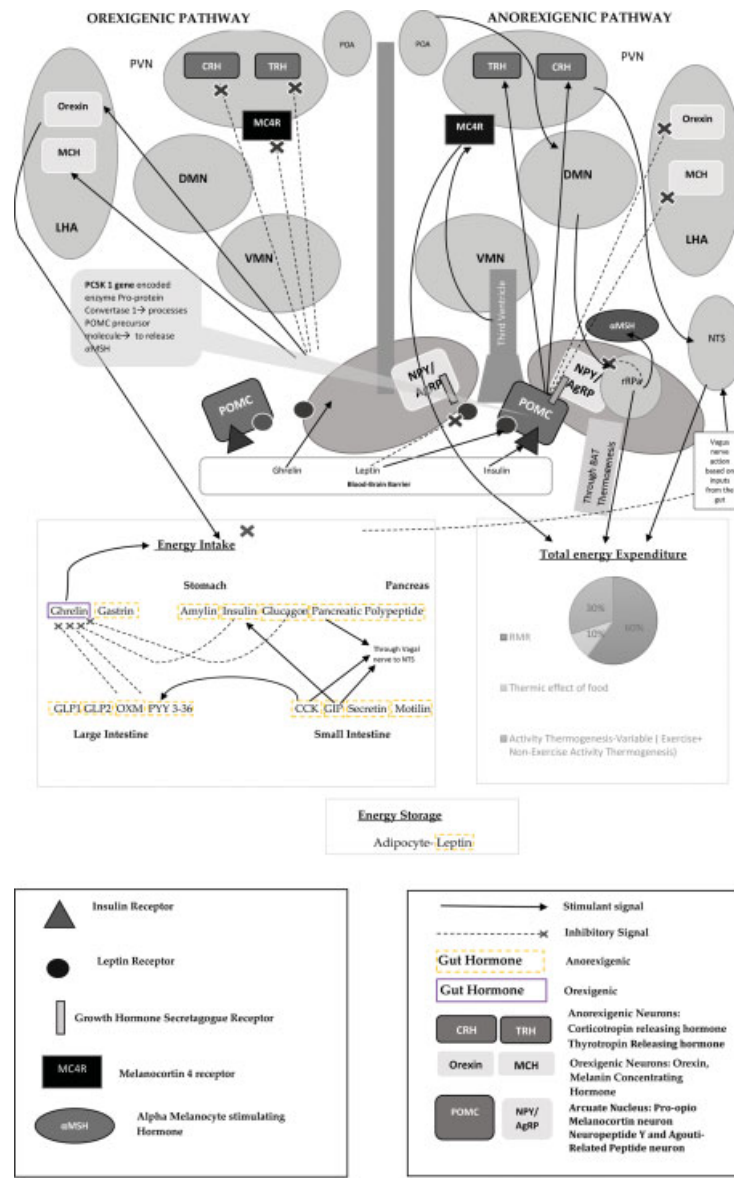 OREXIGENIC PATHWAY
ANOREXIGENIC PATHWAY
PVN
CRH
TRH
POA
Orexin
MCH
LHA
MC4R
DMN
VMN
POA
TRH
CRH
PVN
MC4R
DMN
VMN
Orexin
MCH
LHA
PCSK 1 gene encoded
enzyme Pro-protein
Convertase 1→ processes
POMC precursor
molecule→ to release
αMSH
Third Ventricle
αMSH
NTS
NPY/
AgRP
POMC
POMC
NPY/
AgRP
rRPa
Through BAT
Thermogenesis
Vagus
nerve
action
based on
inputs
from the
gut
Ghrelin
Leptin
Insulin
Blood-Brain Barrier
Energy Intake
Stomach
Pancreas
Ghrelin
Gastrin
Amylin
Insulin
Glucagon
Pancreatic Polypeptide
Through Vagal
nerve to NTS
GLP1
GLP2
OXM
PYY 3-36
CCK
GIP
Secretin
Motilin
Large Intestine
Small Intestine
Total energy Expenditure
30%
10%
60%
RMR
Thermic effect of food
Activity Thermogenesis-Variable ( Exercise+
Non-Exercise Activity Thermogenesis)
Energy Storage
Adipocyte- Leptin
Insulin Receptor
Leptin Receptor
Growth Hormone Secretagogue Receptor
MC4R
Melanocortin 4 receptor
αMSH
Alpha Melanocyte stimulating
Hormone
Stimulant signal
Inhibitory Signal
Gut Hormone
Anorexigenic
Gut Hormone
Orexigenic
CRH
TRH
Anorexigenic Neurons:
Corticotropin releasing hormone
Thyrotropin Releasing hormone
Orexin
MCH
Orexigenic Neurons: Orexin,
Melanin Concentrating
Hormone
POMC
NPY/
AgRP
Arcuate Nucleus: Pro-opio
Melanocortin neuron
Neuropeptide Y and Agouti-
Related Peptide neuron